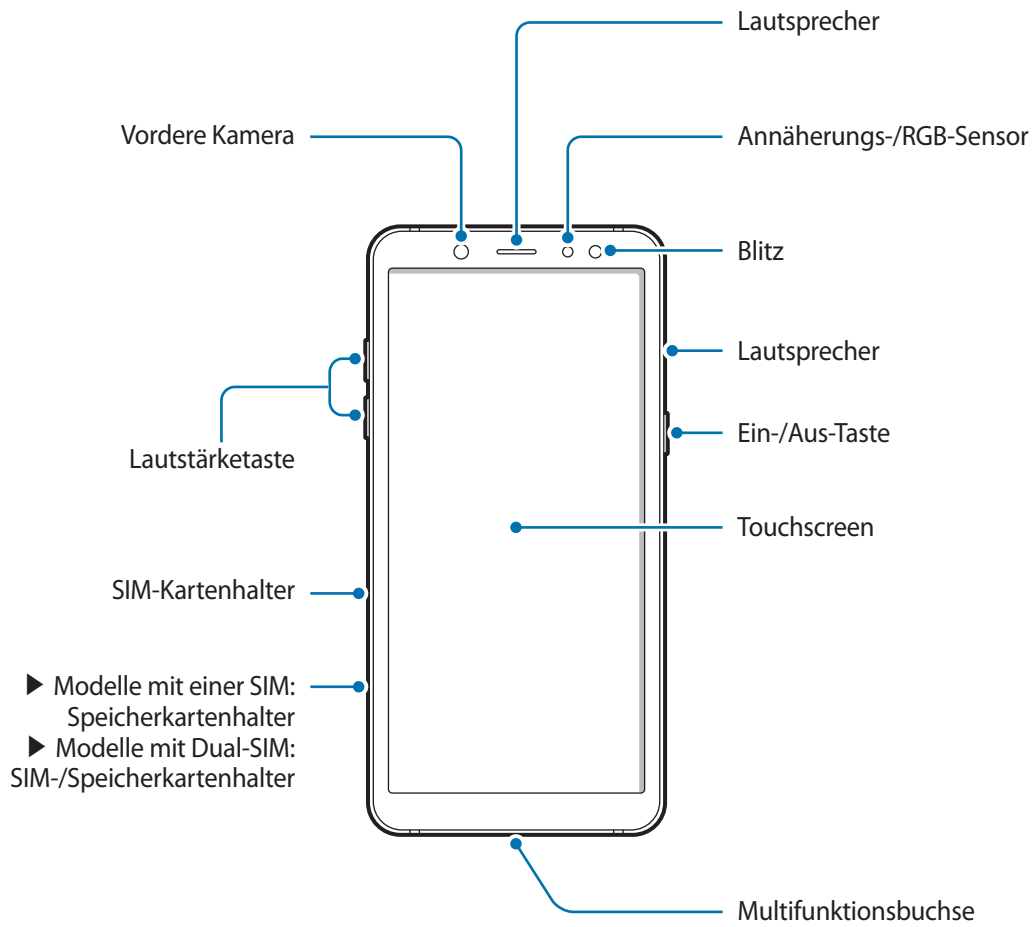 Lautsprecher
Vordere Kamera
Annäherungs-/RGB-Sensor
Blitz
Lautsprecher
Lautstärketaste
Ein-/Aus-Taste
Touchscreen
SIM-Kartenhalter
▶ Modelle mit einer SIM:
Speicherkartenhalter
▶ Modelle mit Dual-SIM:
SIM-/Speicherkartenhalter
Multifunktionsbuchse